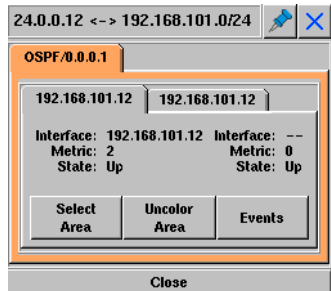 24.0.0.12 <-> 192.168.101.0/24
OSPF/0.0.0.1
192.168.101.12 192.168.101.12
Interface: 192.168.101.12 Interface: --
Metric: 2 Metric: 0
State: Up State: Up
Select Area Uncolor Area Events
Close